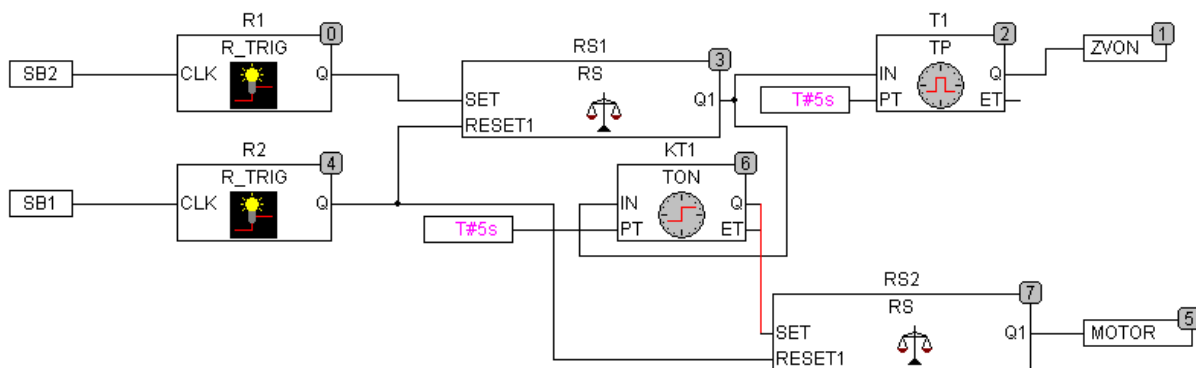 R1
0
R_TRIG
SB2
CLK
Q
RS1
3
RS
SET
RESET1
Q1
T1
2
TP
IN
PT
Q
ET
T#5s
1
ZVON
R2
4
R_TRIG
SB1
CLK
Q
KT1
6
TON
IN
PT
Q
ET
T#5s
RS2
7
RS
SET
RESET1
Q1
5
MOTOR